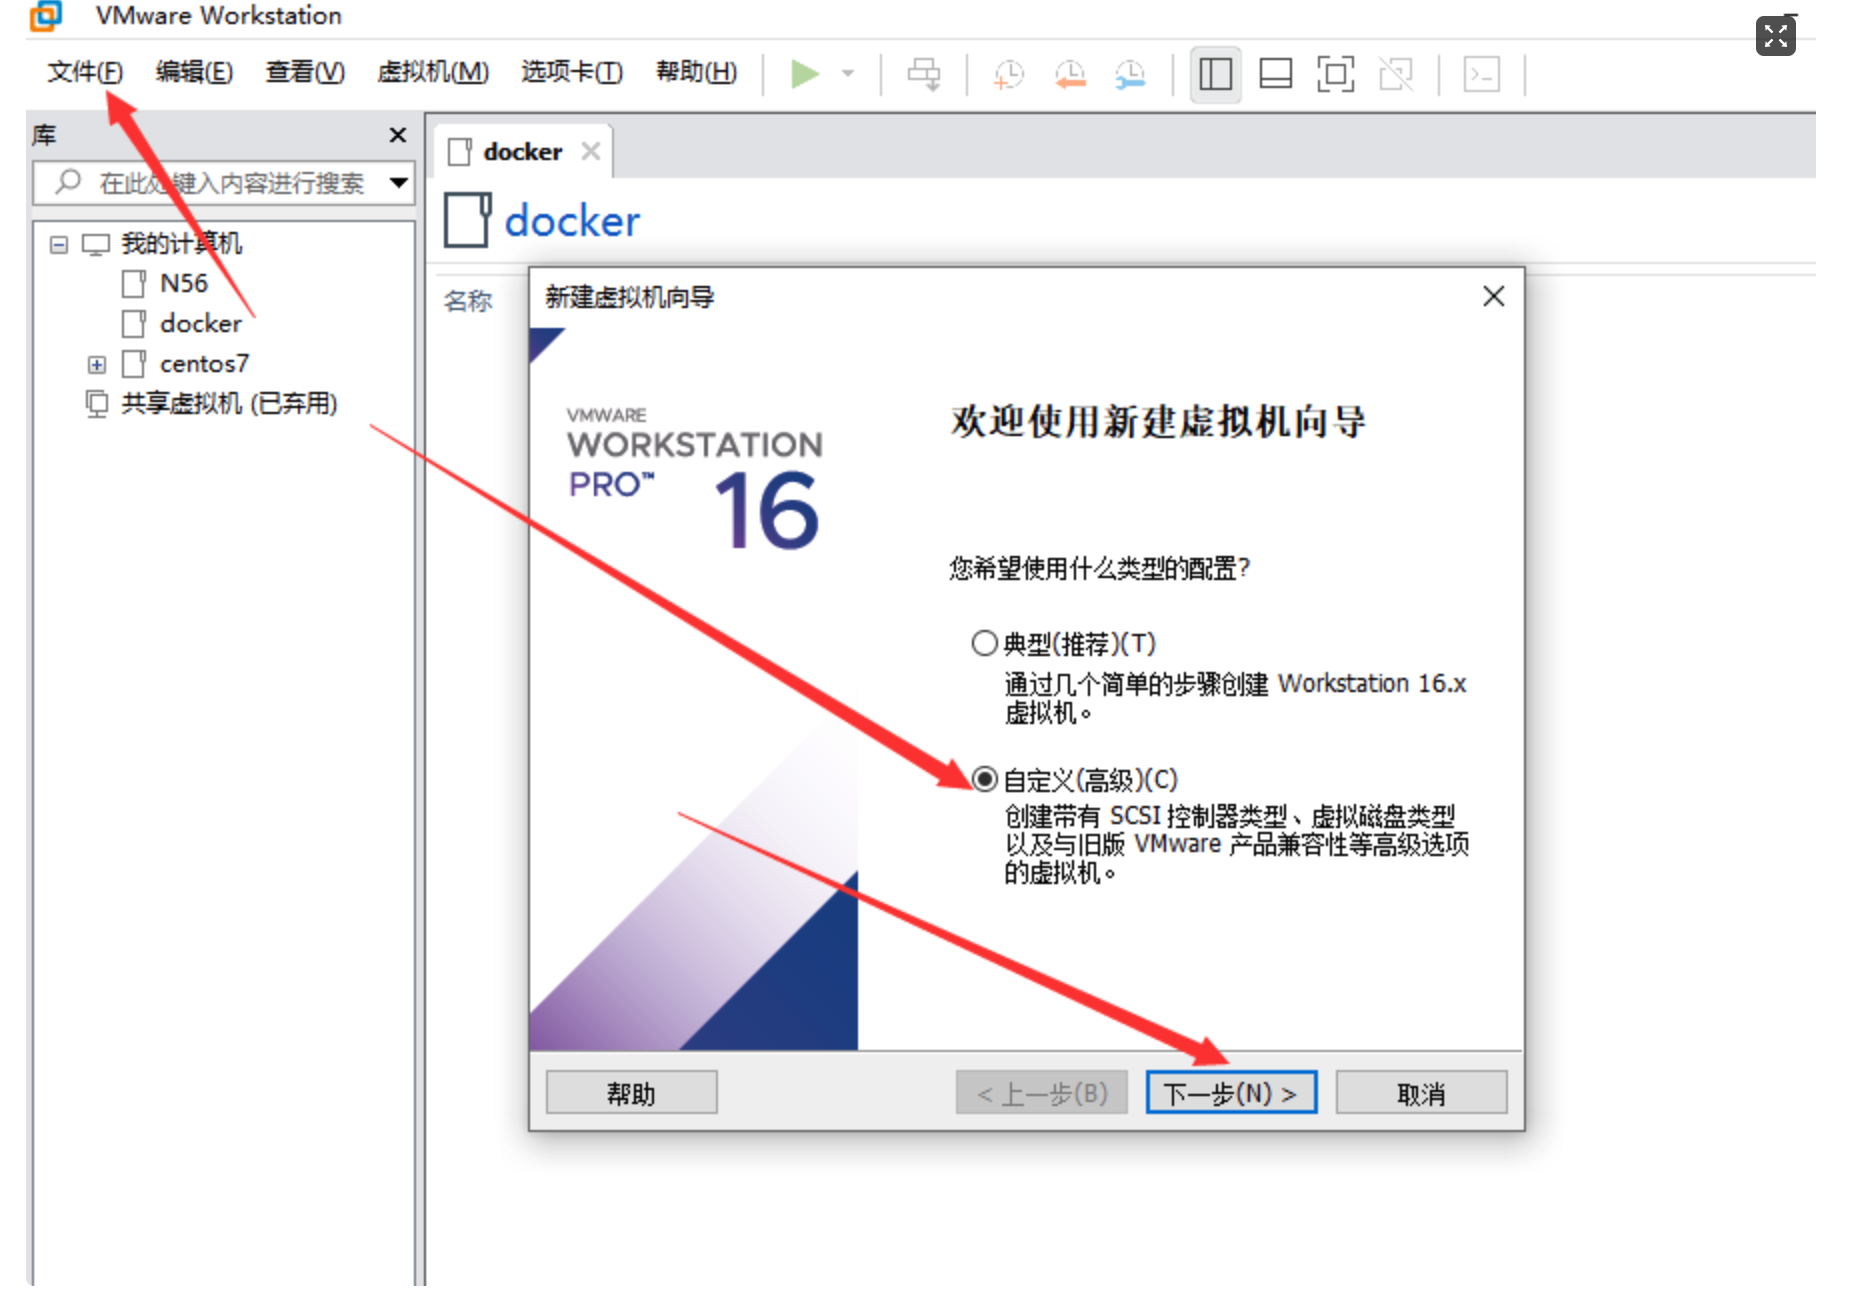 VMware Workstation
文件(F) 编辑(E) 查看(V) 虚拟机(M) 选项卡(T) 帮助(H)
库
在此处键入内容进行搜索
我的计算机
N56
docker
centos7
共享虚拟机 (已弃用)
docker
docker
名称
新建虚拟机向导
VMWARE
WORKSTATION
PRO™ 16
欢迎使用新建虚拟机向导
您希望使用什么类型的配置?
典型(推荐)(T)
通过几个简单的步骤创建 Workstation 16.x
虚拟机。
自定义(高级)(C)
创建带有 SCSI 控制器类型、虚拟磁盘类型
以及与旧版 VMware 产品兼容性等高级选项
的虚拟机。
帮助
< 上一步(B)
下一步(N) >
取消